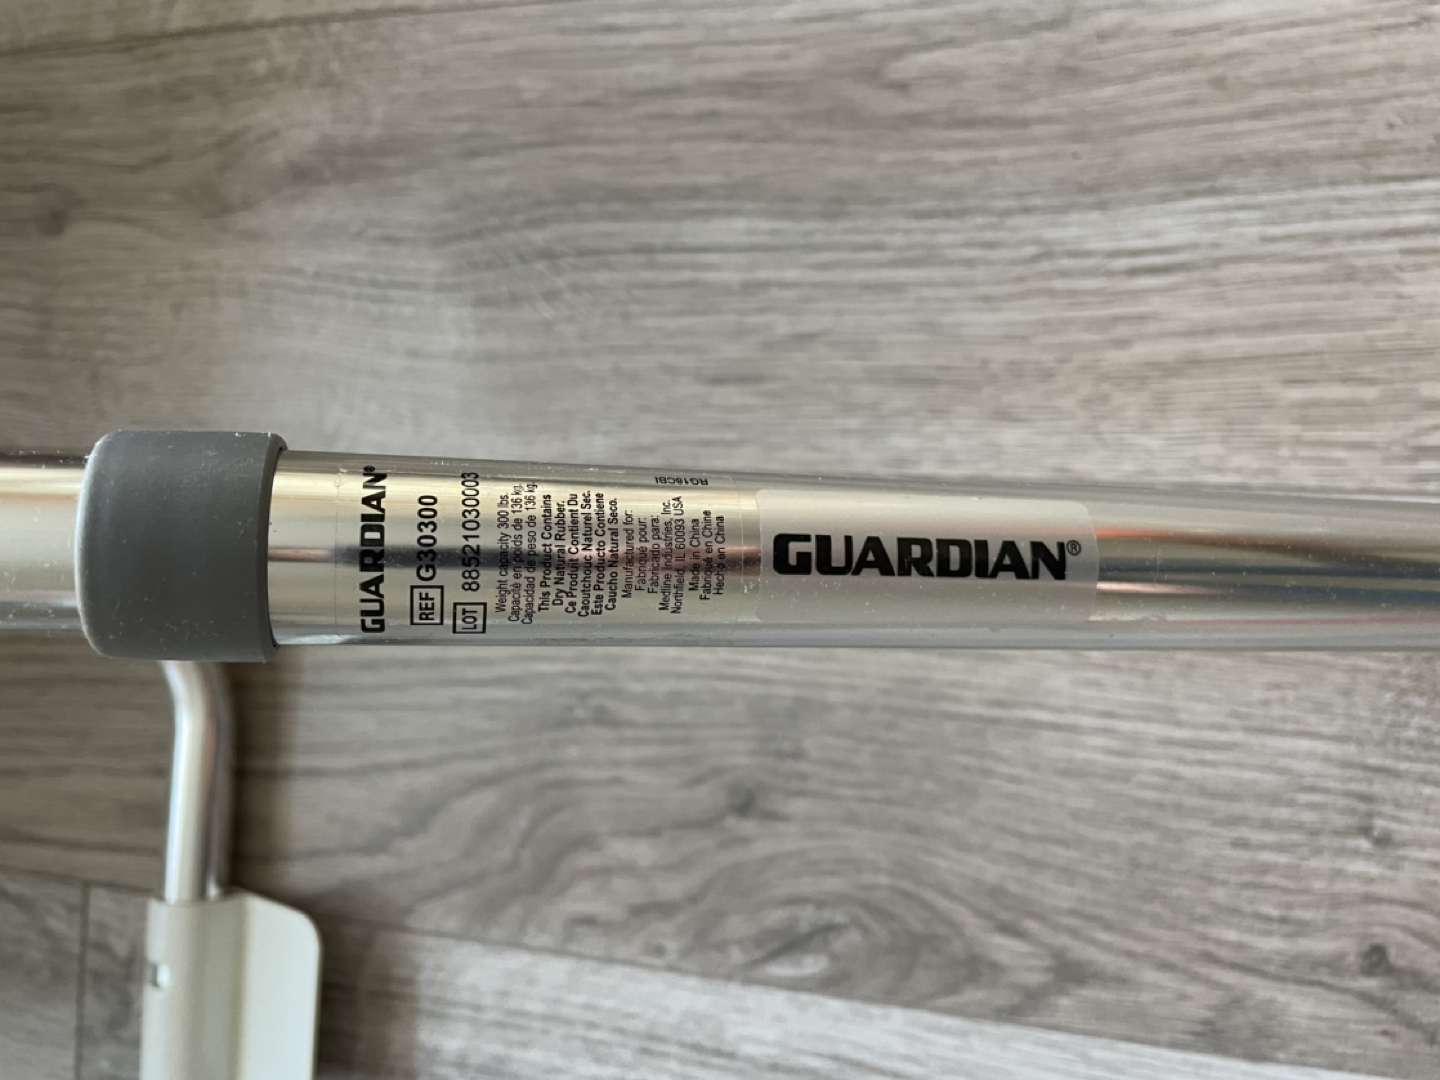 GUARDIAN®
REF G30300
LOT 88521030003
Weight capacity 300 lbs.
Capacité en poids de 136 kg.
Capacidad de peso de 136 kg.
This Product Contains
Dry Natural Rubber.
Ce Produit Contient Du
Caoutchouc Naturel Sec.
Este Producto Contiene
Caucho Natural Seco.
Manufactured for:
Fabriqué pour:
Fabricado para:
Medline Industries, Inc.
Northfield, IL 60093 USA
Made in China
Fabriqué en Chine
Hecho en China
RG18CBI
GUARDIAN®